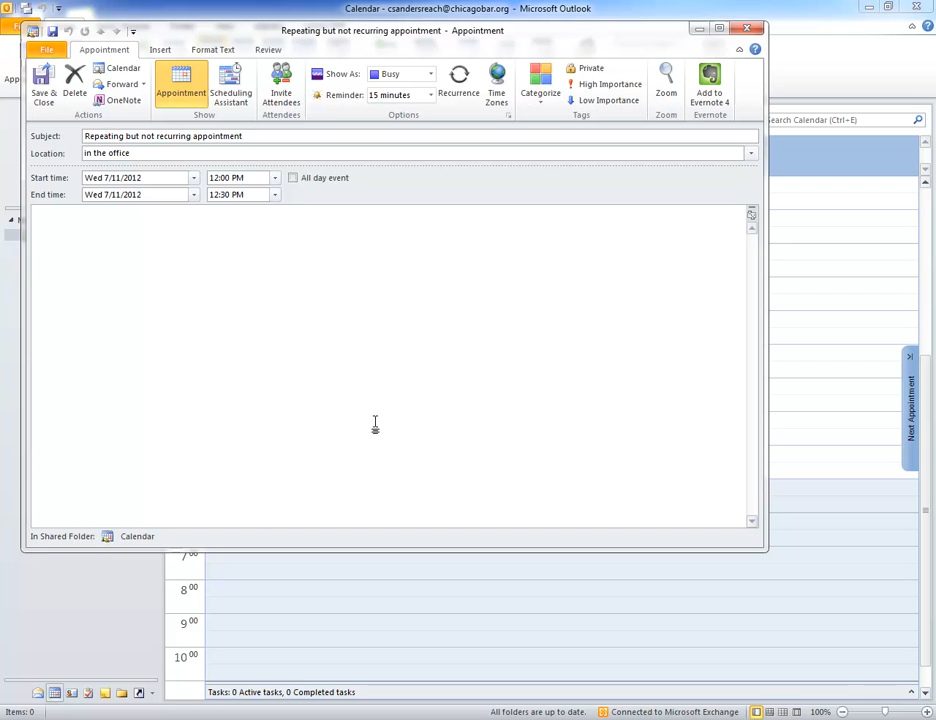 Calendar - csandersreach@chicagobar.org - Microsoft Outlook
Repeating but not recurring appointment - Appointment
File Appointment Insert Format Text Review
Save & Close
Delete
Calendar
Forward
OneNote
Actions
Appointment
Scheduling Assistant
Show
Invite Attendees
Attendees
Show As: Busy
Reminder: 15 minutes
Recurrence
Time Zones
Options
Categorize
Private
High Importance
Low Importance
Tags
Zoom
Zoom
Add to Evernote 4
Evernote
Search Calendar (Ctrl+E)
Subject: Repeating but not recurring appointment
Location: in the office
Start time: Wed 7/11/2012 12:00 PM All day event
End time: Wed 7/11/2012 12:30 PM
Next Appointment
In Shared Folder: Calendar
7 00
8 00
9 00
10 00
Tasks: 0 Active tasks, 0 Completed tasks
Items: 0 All folders are up to date. Connected to Microsoft Exchange 100%